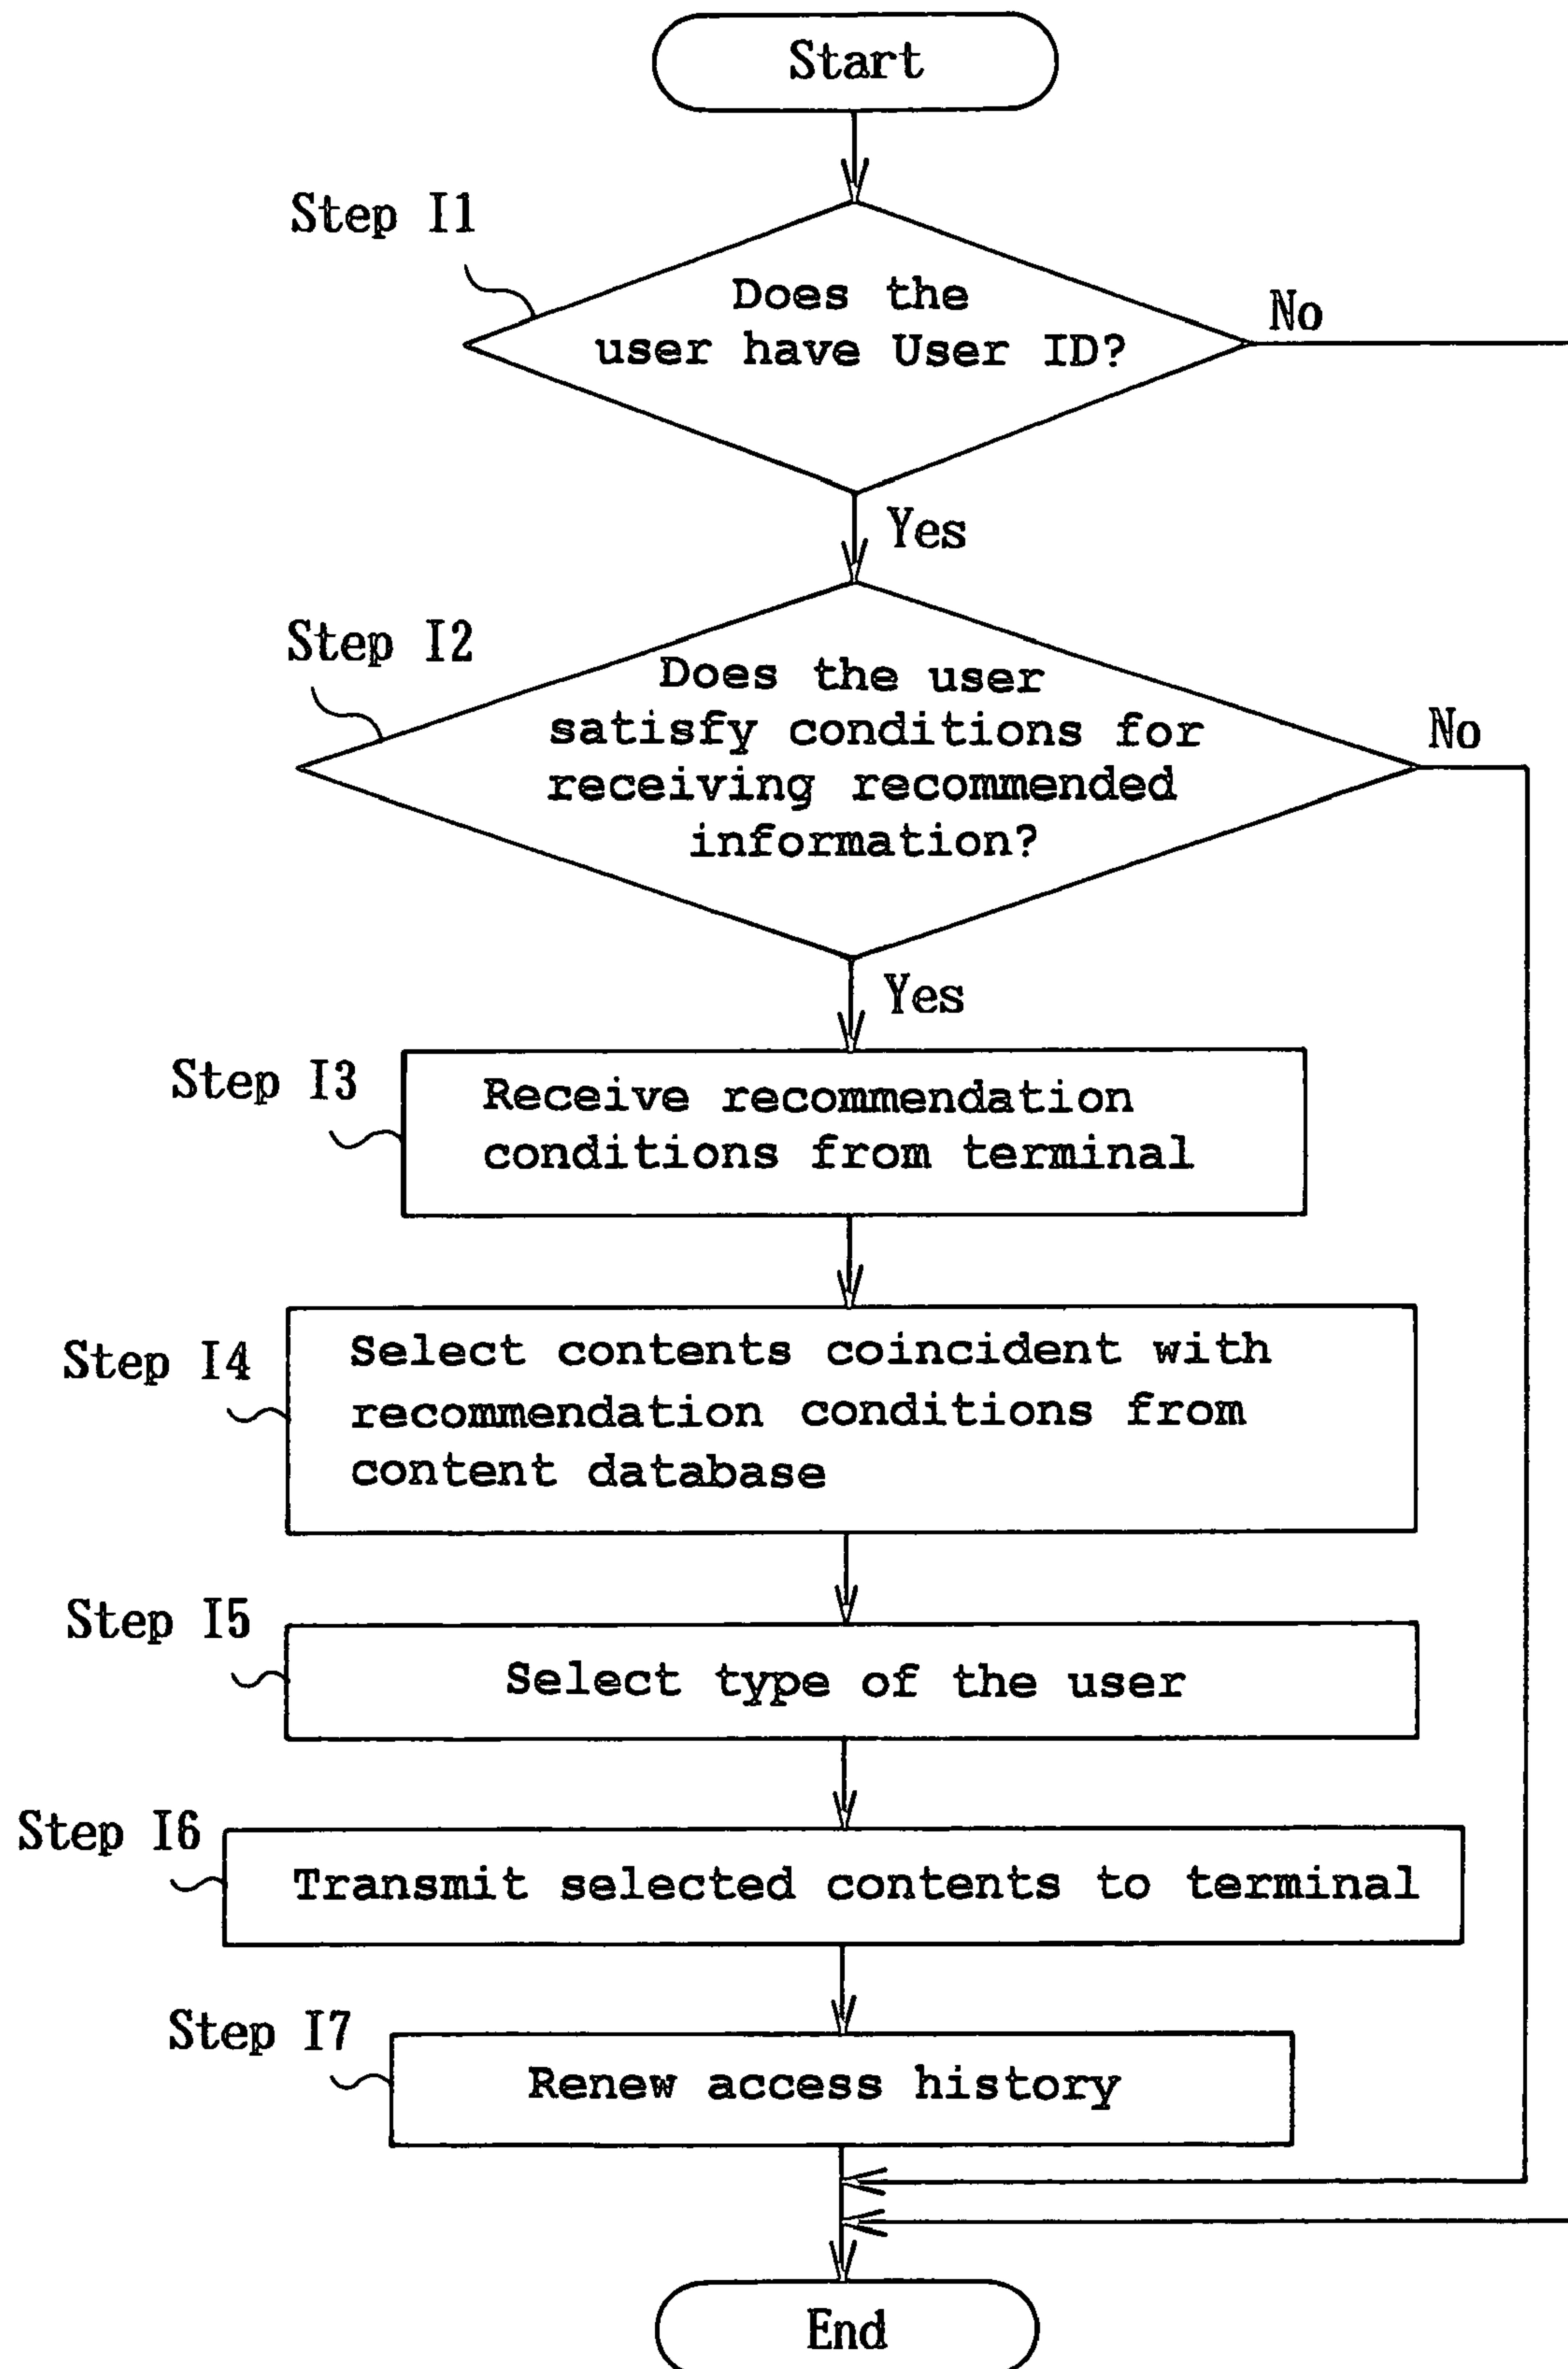 Start
Step I1
Does the
user have User ID?
No
Yes
Step I2
Does the user
satisfy conditions for
receiving recommended
information?
No
Yes
Step I3
Receive recommendation
conditions from terminal
Step I4
Select contents coincident with
recommendation conditions from
content database
Step I5
Select type of the user
Step I6
Transmit selected contents to terminal
Step I7
Renew access history
End